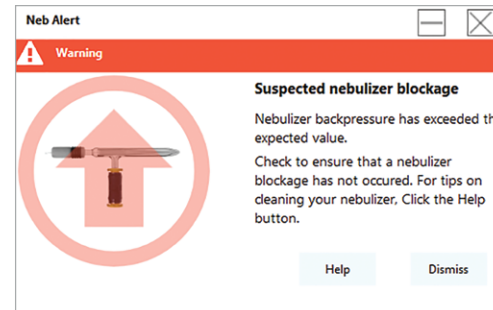 Neb Alert
Warning
Suspected nebulizer blockage
Nebulizer backpressure has exceeded th
expected value.
Check to ensure that a nebulizer
blockage has not occured. For tips on
cleaning your nebulizer, Click the Help
button.
Help
Dismiss